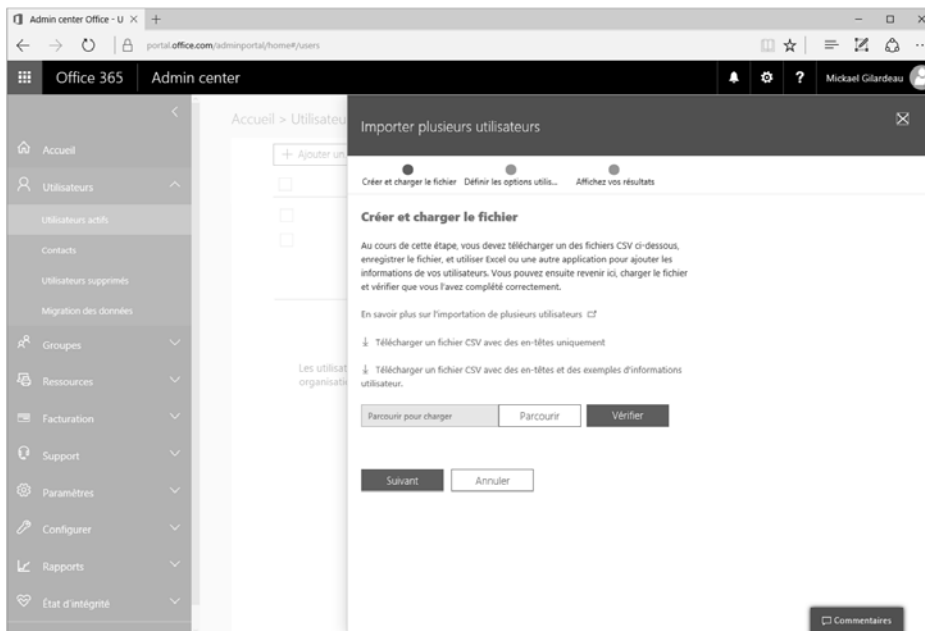 Admin center Office - U
portal.office.com/adminportal/home#/users
Office 365 Admin center
? Mickael Gilardeau
Accueil > Utilisateu
+ Ajouter un
Les utilisat
organisati
Accueil
Utilisateurs
Utilisateurs actifs
Contacts
Utilisateurs supprimés
Migration des données
Groupes
Ressources
Facturation
Support
Paramètres
Configurer
Rapports
État d'intégrité
Importer plusieurs utilisateurs
Créer et charger le fichier Définir les options utilis... Affichez vos résultats
Créer et charger le fichier
Au cours de cette étape, vous devez télécharger un des fichiers CSV ci-dessous,
enregistrer le fichier, et utiliser Excel ou une autre application pour ajouter les
informations de vos utilisateurs. Vous pouvez ensuite revenir ici, charger le fichier
et vérifier que vous l'avez complété correctement.
En savoir plus sur l'importation de plusieurs utilisateurs
Télécharger un fichier CSV avec des en-têtes uniquement
Télécharger un fichier CSV avec des en-têtes et des exemples d'informations
utilisateur.
Parcourir pour charger Parcourir Vérifier
Suivant Annuler
Commentaires